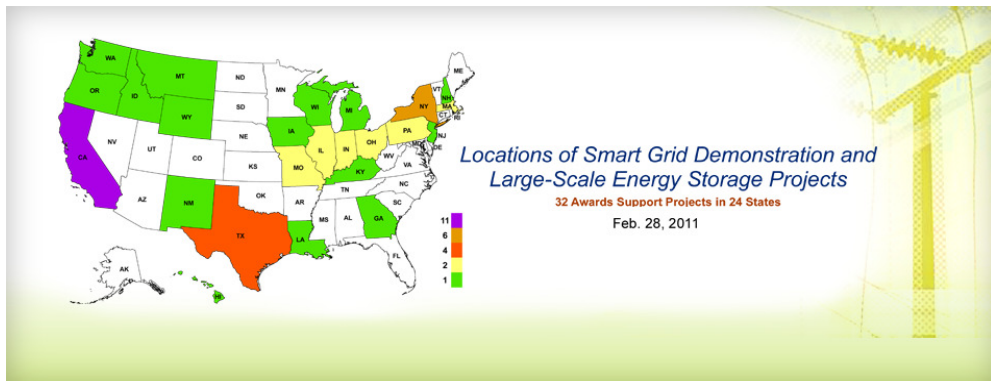 WA
MT
ND
MN
ME
OR
ID
SD
WI
MI
VT
NH
NY
MA
CT
RI
WY
IA
NE
PA
NJ
NV
UT
CO
IL
IN
OH
DE
CA
KS
MO
WV
VA
KY
NC
AZ
NM
OK
AR
TN
SC
TX
MS
AL
GA
LA
FL
AK
HI
11
6
4
2
1
Locations of Smart Grid Demonstration and
Large-Scale Energy Storage Projects
32 Awards Support Projects in 24 States
Feb. 28, 2011